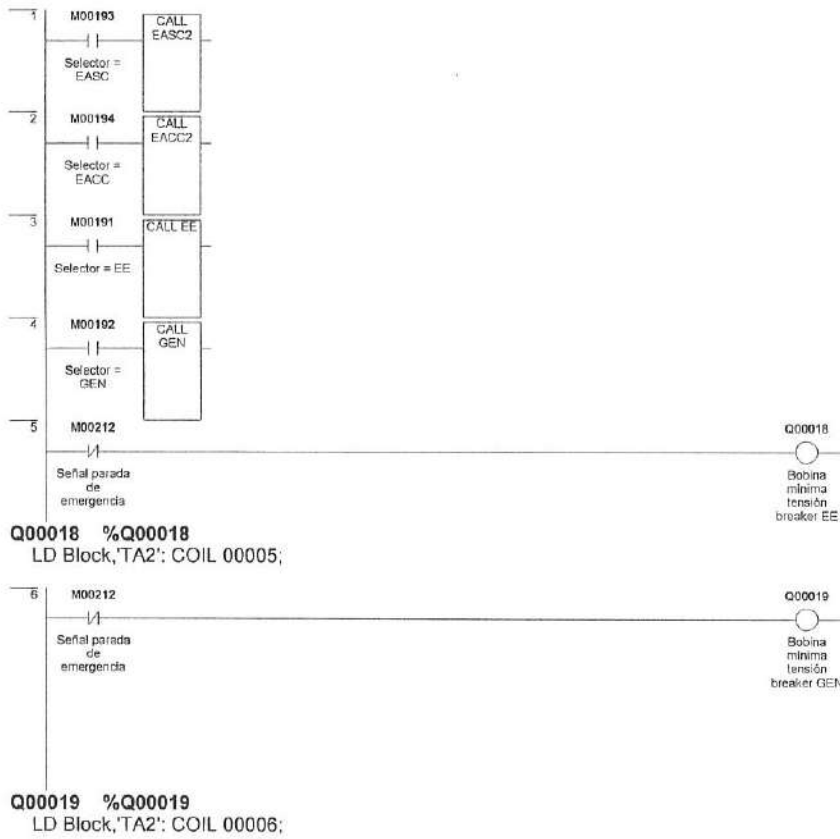 1
M00193
CALL
EASC2
Selector =
EASC
2
M00194
CALL
EACC2
Selector =
EACC
3
M00191
CALL EE
Selector = EE
4
M00192
CALL
GEN
Selector =
GEN
5
M00212
Q00018
Señal parada
de
emergencia
Bobina
mínima
tensión
breaker EE
Q00018 %Q00018
LD Block,'TA2': COIL 00005;
6
M00212
Q00019
Señal parada
de
emergencia
Bobina
mínima
tensión
breaker GEN
Q00019 %Q00019
LD Block,'TA2': COIL 00006;